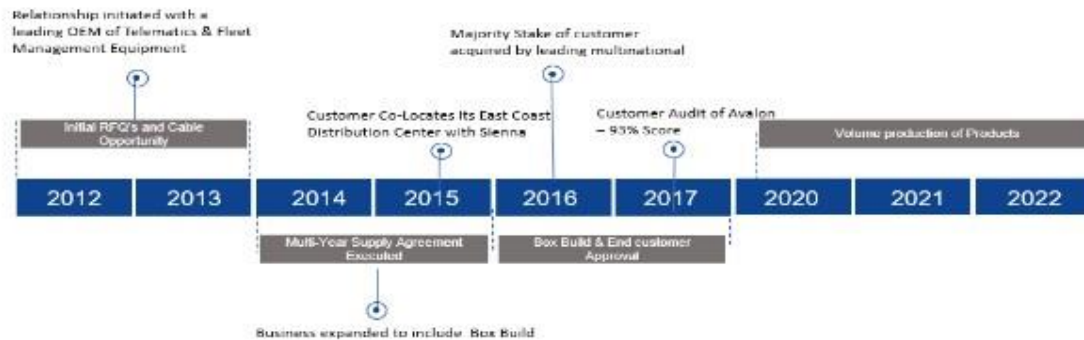 Relationship initiated with a
leading OEM of Telematics & Fleet
Management Equipment
Majority Stake of customer
acquired by leading multinational
Customer Co-Locates Its East Coast
Distribution Center with Sienna
Customer Audit of Avalon
– 93% Score
Initial RFQ's and Cable
Opportunity
Volume production of Products
2012 2013 2014 2015 2016 2017 2020 2021 2022
Multi-Year Supply Agreement
Executed
Box Build & End customer
Approval
Business expanded to include Box Build